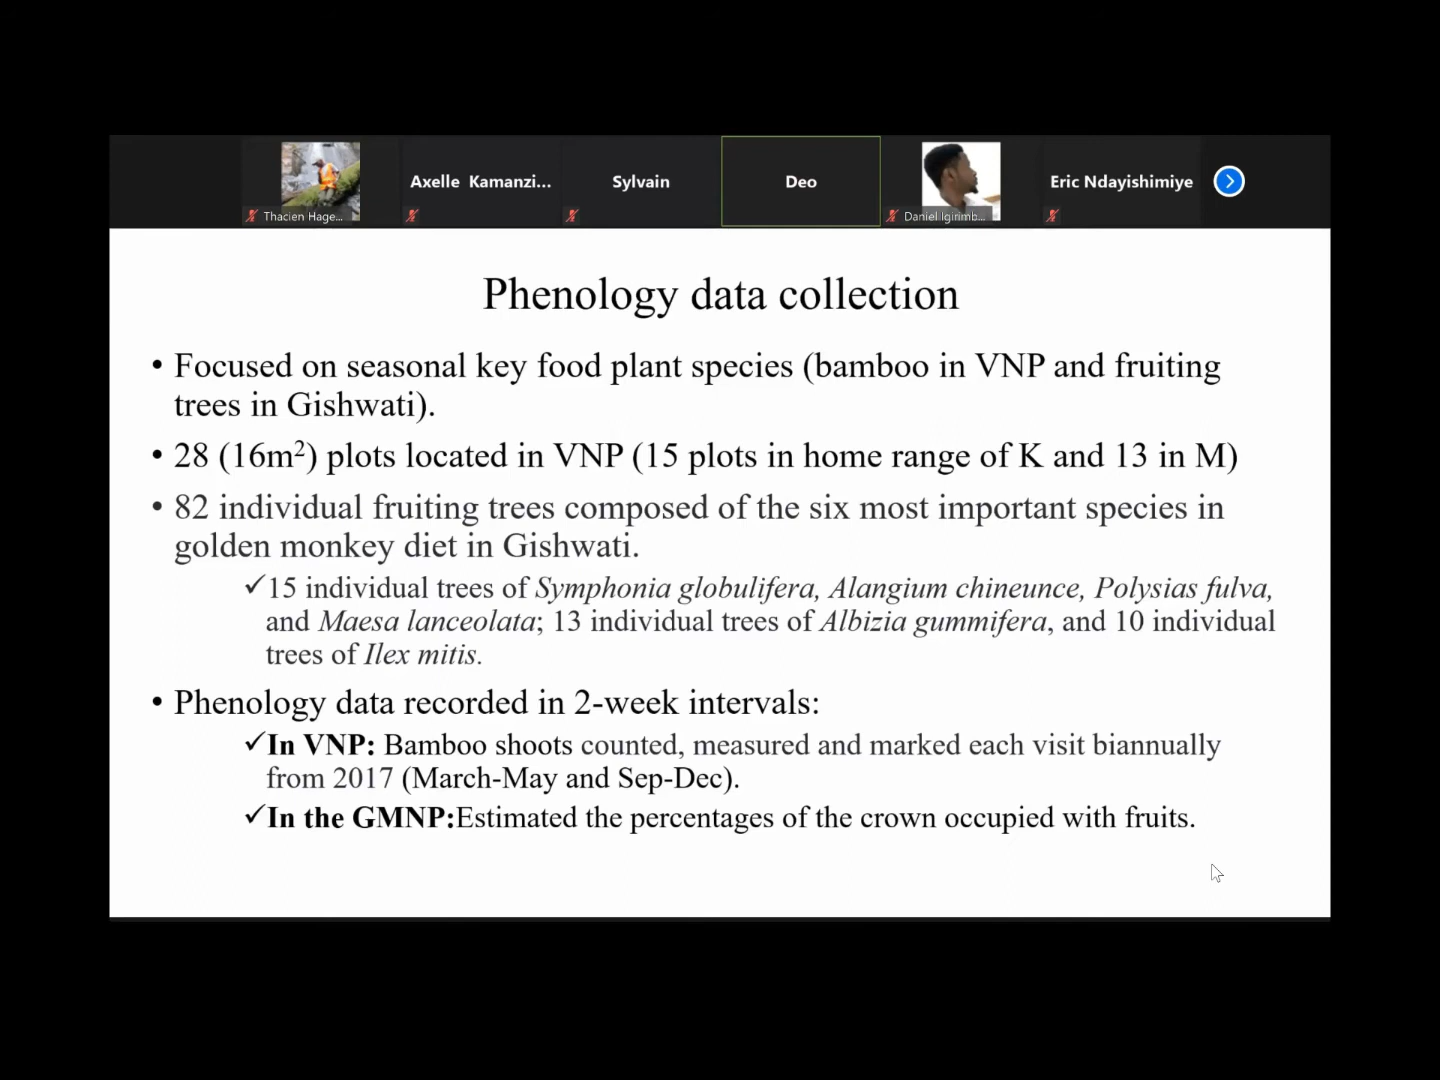 Axelle Kamanzi...
Sylvain
Deo
Eric Ndayishimiye
Thacien Hage...
Daniel Igirimb...
Phenology data collection
• Focused on seasonal key food plant species (bamboo in VNP and fruiting
trees in Gishwati).
• 28 (16m²) plots located in VNP (15 plots in home range of K and 13 in M)
• 82 individual fruiting trees composed of the six most important species in
golden monkey diet in Gishwati.
✓15 individual trees of Symphonia globulifera, Alangium chineunce, Polysias fulva,
and Maesa lanceolata; 13 individual trees of Albizia gummifera, and 10 individual
trees of Ilex mitis.
• Phenology data recorded in 2-week intervals:
✓In VNP: Bamboo shoots counted, measured and marked each visit biannually
from 2017 (March-May and Sep-Dec).
✓In the GMNP:Estimated the percentages of the crown occupied with fruits.